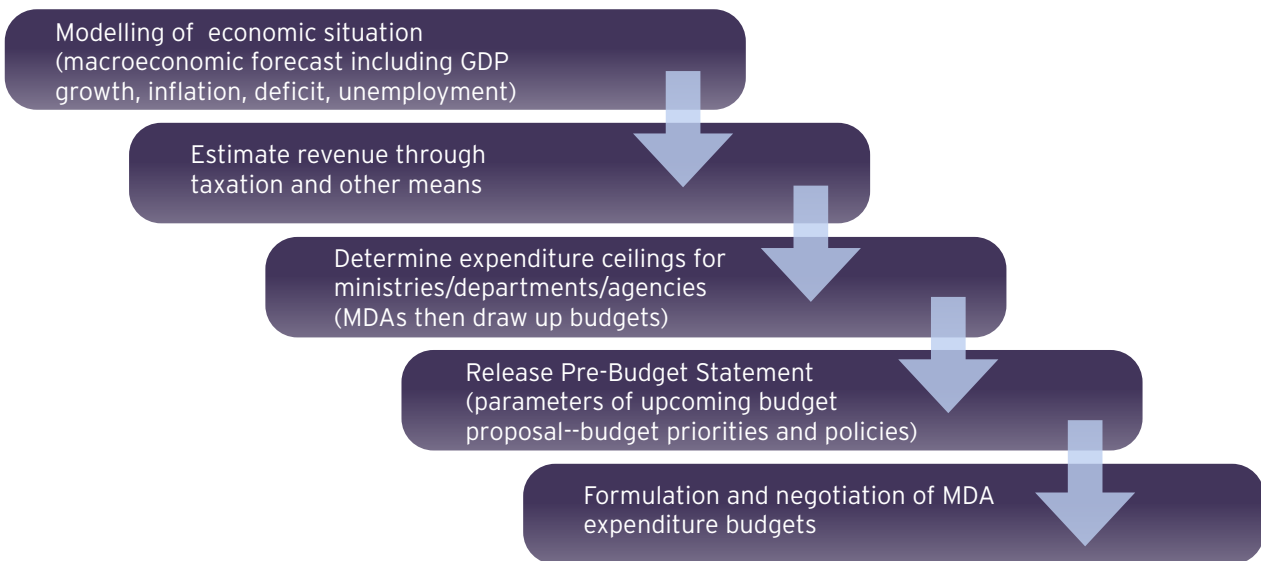 Modelling of economic situation
(macroeconomic forecast including GDP
growth, inflation, deficit, unemployment)
Estimate revenue through
taxation and other means
Determine expenditure ceilings for
ministries/departments/agencies
(MDAs then draw up budgets)
Release Pre-Budget Statement
(parameters of upcoming budget
proposal--budget priorities and policies)
Formulation and negotiation of MDA
expenditure budgets